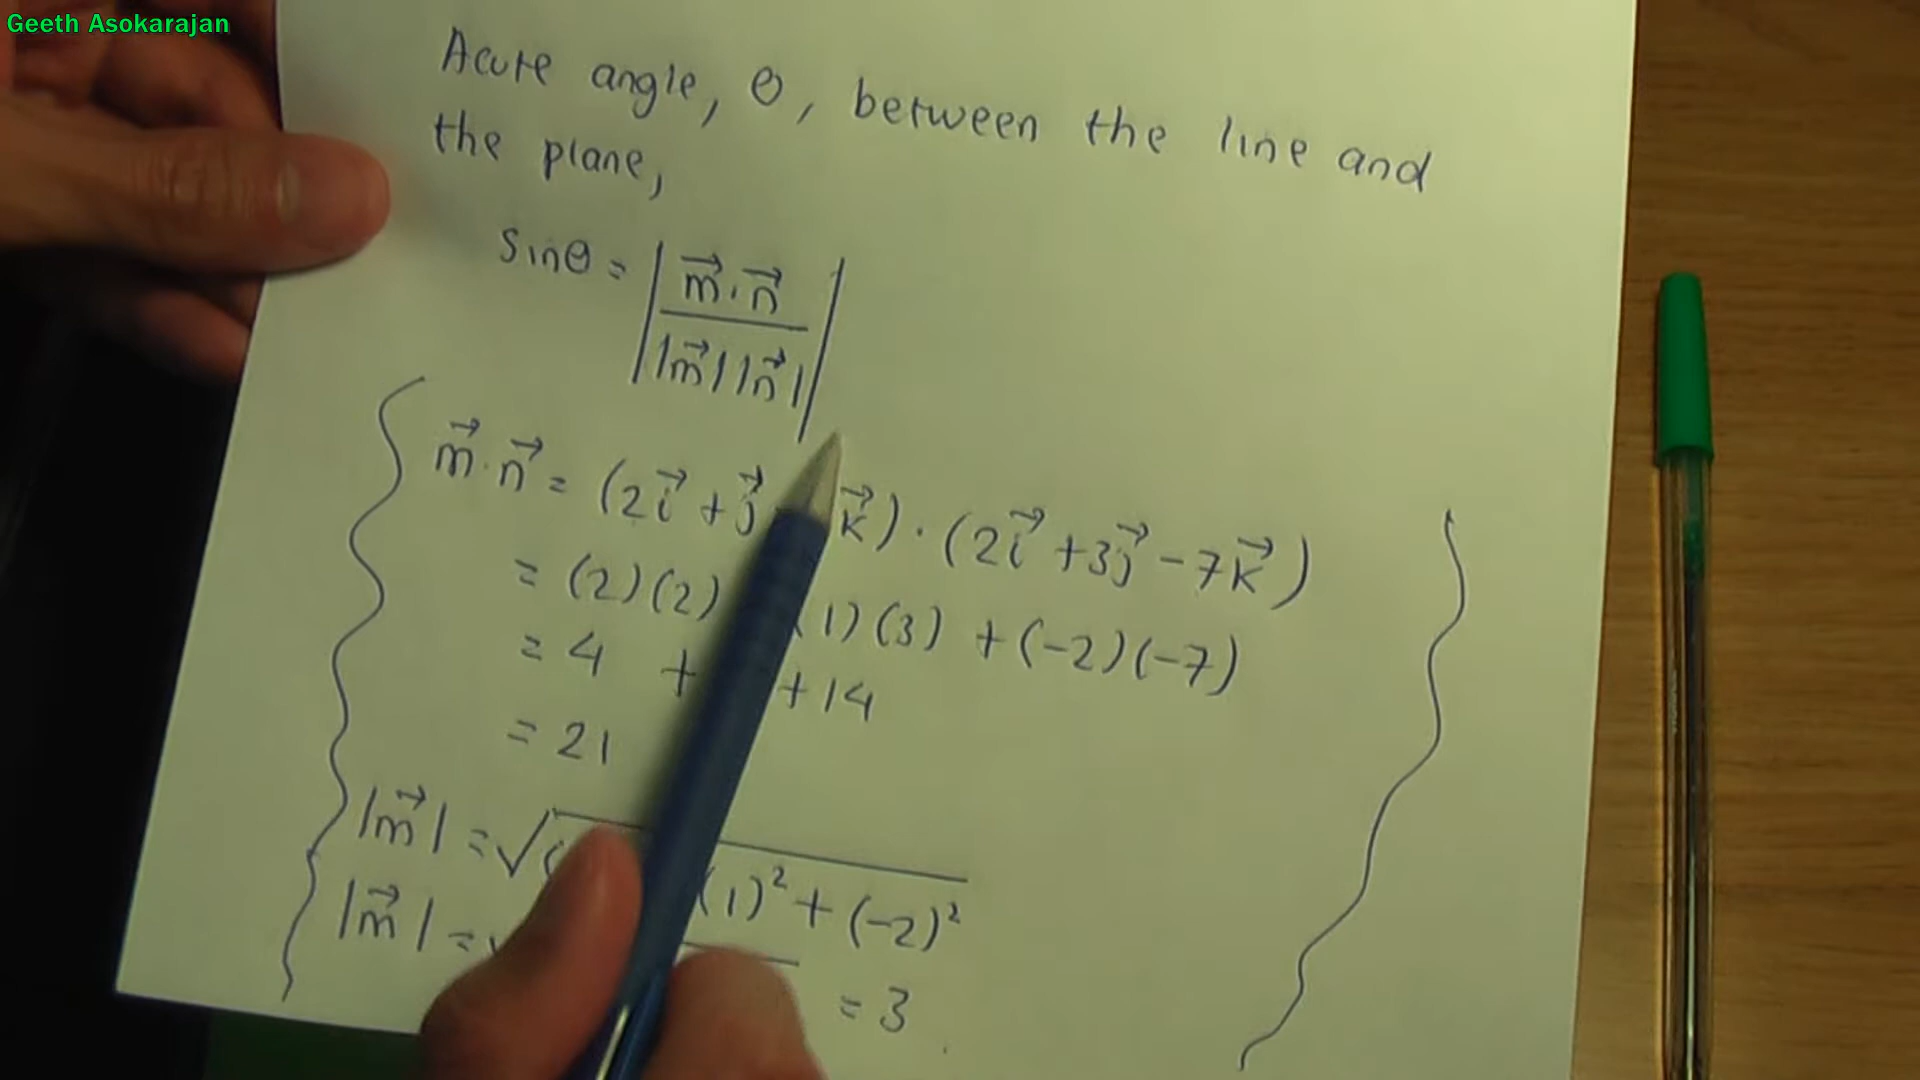 Geeth Asokarajan
Acute angle, θ, between the line and
the plane,
sinθ = | m⃗·n⃗ / |m⃗||n⃗| |
m⃗·n⃗ = (2i⃗ + j⃗ - k⃗)·(2i⃗ + 3j⃗ - 7k⃗)
= (2)(2) (1)(3) + (-2)(-7)
= 4 + + 14
= 21
|m⃗| = √( (1)² + (-2)²
|m⃗| = √ = 3